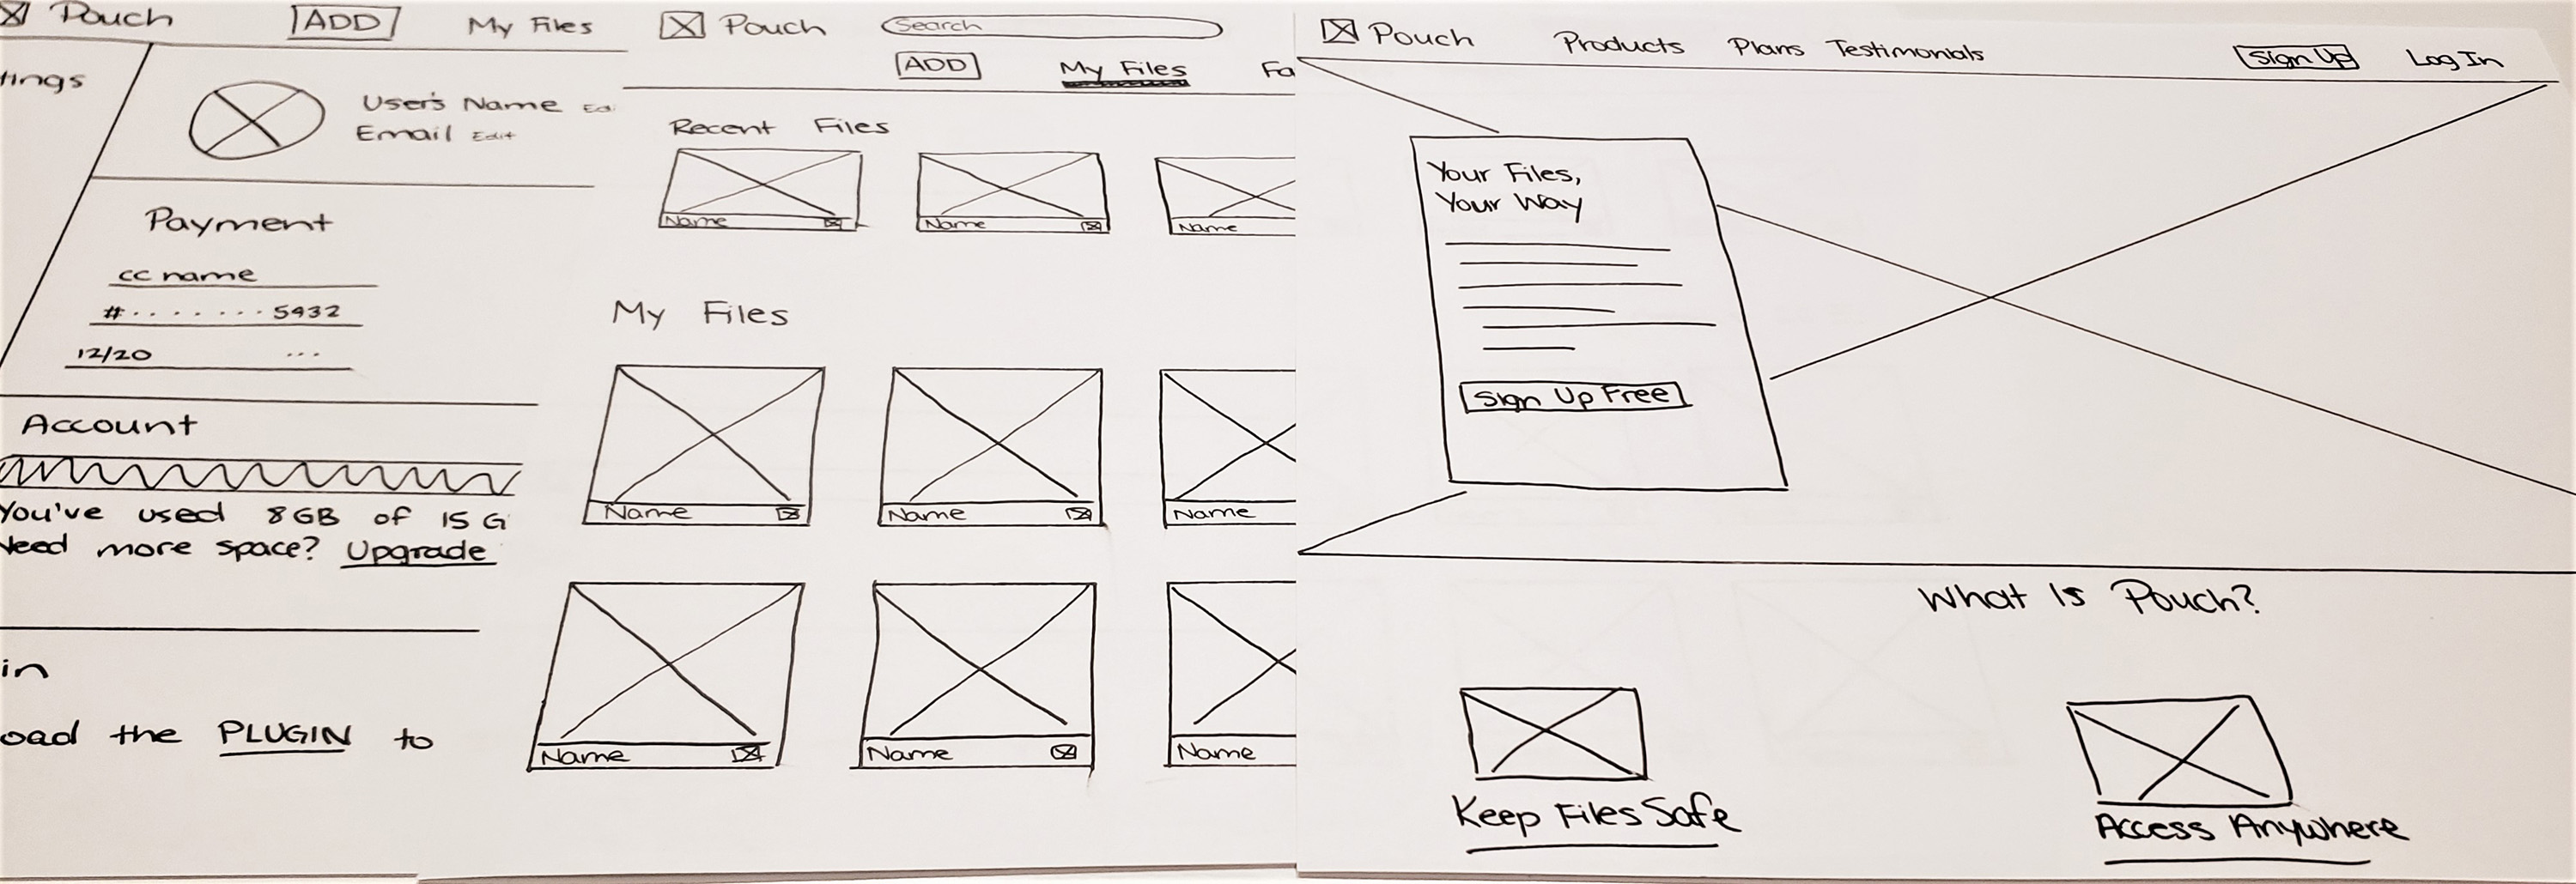 Pouch
ADD
My Files
tings
User's Name Ed
Email Edit
Payment
cc name
#........5432
12/20 ...
Account
You've used 8GB of 15 G
Need more space? Upgrade
in
oad the PLUGIN to
Pouch
Search
ADD
My Files
Fa
Recent Files
Name
Name
Name
My Files
Name
Name
Name
Name
Name
Name
Pouch
Products
Plans
Testimonials
Sign Up
Log In
Your Files,
Your Way
Sign Up Free
What Is Pouch?
Keep Files Safe
Access Anywhere